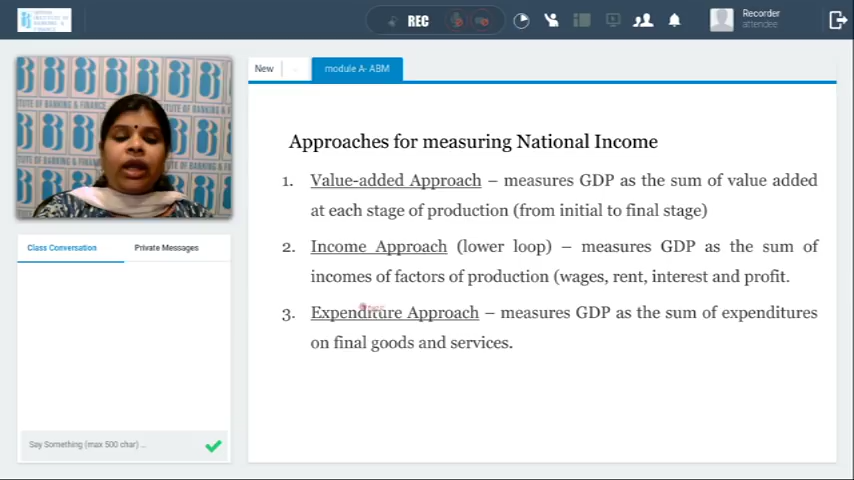 REC
Recorder
attendee
New
module A- ABM
Approaches for measuring National Income
1. Value-added Approach – measures GDP as the sum of value added
at each stage of production (from initial to final stage)
2. Income Approach (lower loop) – measures GDP as the sum of
incomes of factors of production (wages, rent, interest and profit.
3. Expenditure Approach – measures GDP as the sum of expenditures
on final goods and services.
Class Conversation Private Messages
Say Something (max 500 char) ...